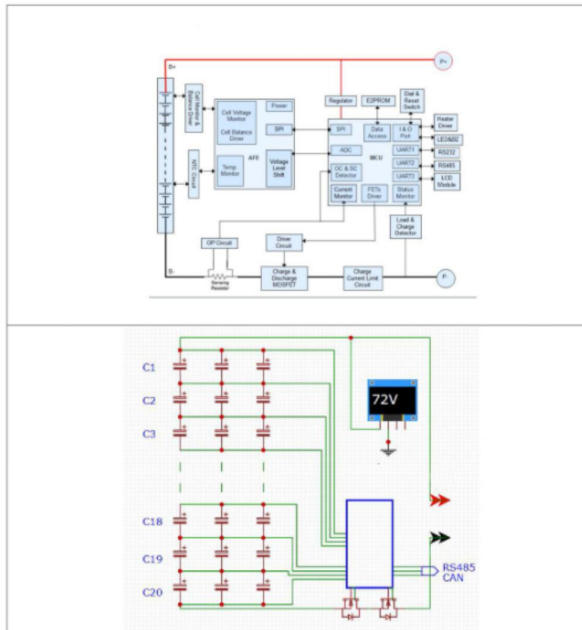 B+
P+
Cell Monitor &
Balance Driver
NTC Circuit
Cell Voltage
Monitor
Cell Balance
Driver
Temp
Monitor
Power
SPI
Voltage
Level
Shift
AFE
Regulator
E2PROM
Dial &
Reset
Switch
SPI
Data
Access
I & O
Port
ADC
MCU
UART1
UART2
UART3
OC & SC
Detector
Current
Monitor
FETs
Driver
Status
Monitor
Heater
Driver
RS232
RS485
LCD
Module
OP Circuit
Driver
Circuit
Load &
Charge
Detector
B-
Sensing
Resistor
Charge &
Discharge
MOSFET
Charge
Current Limit
Circuit
P-
C1
C2
C3
72V
C18
C19
C20
RS485
CAN